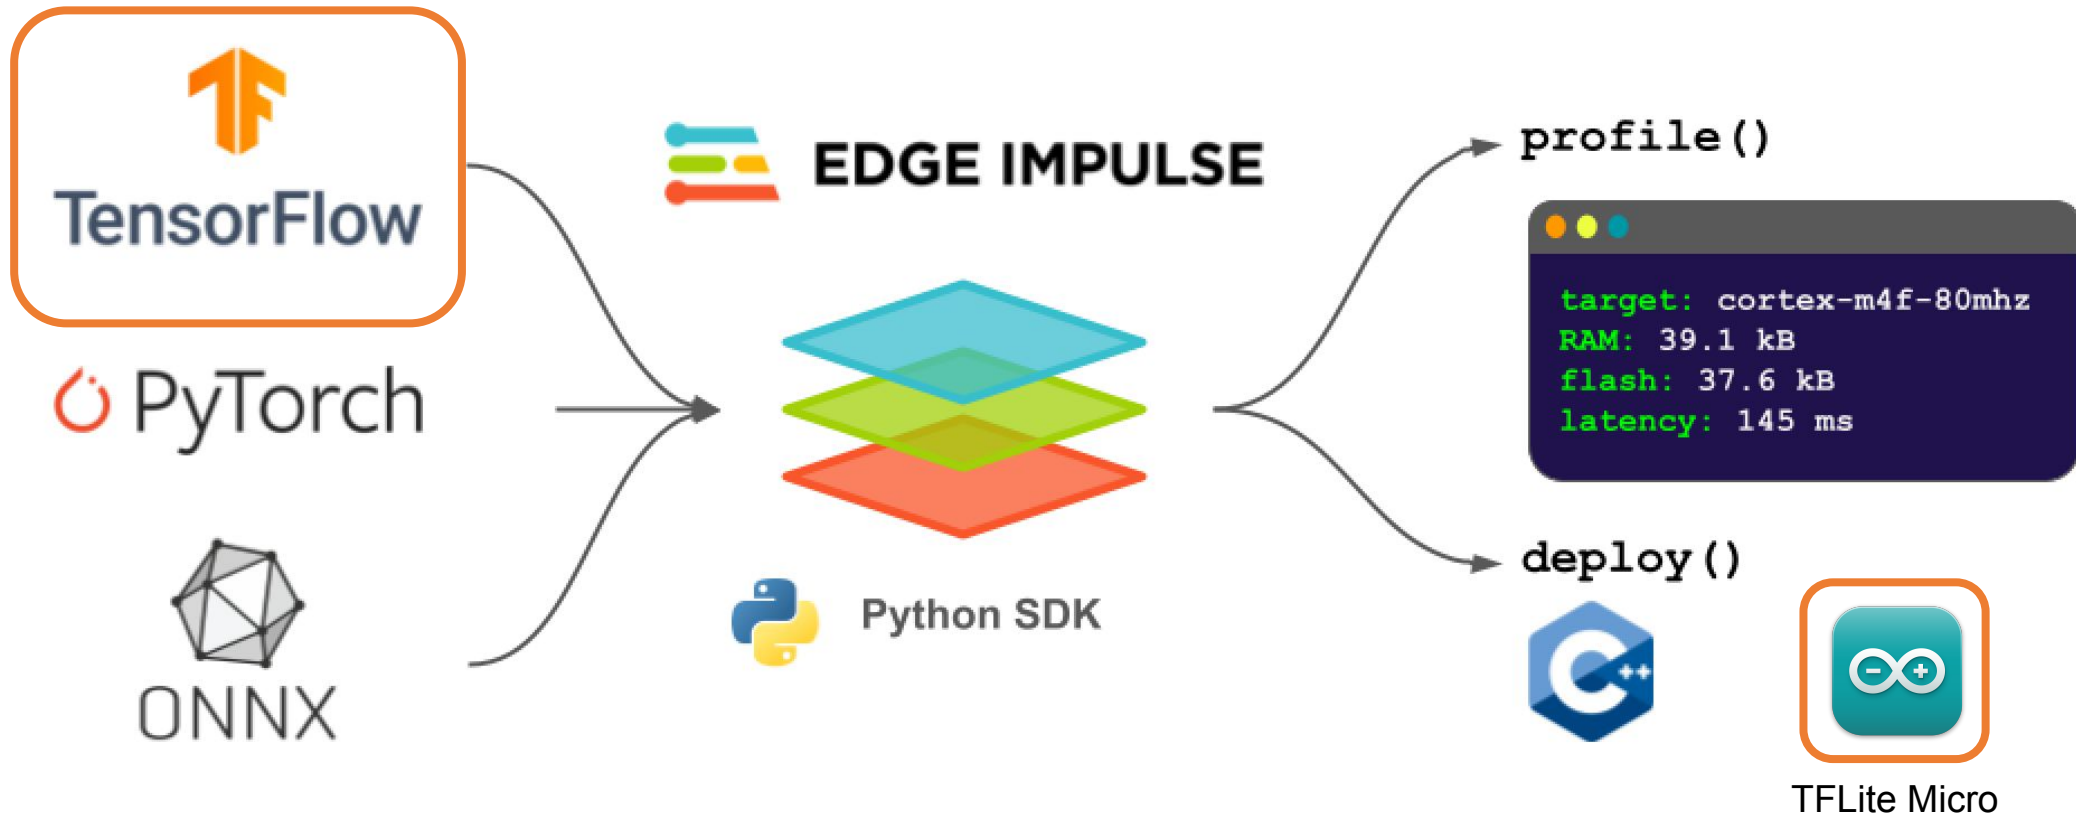 TensorFlow
PyTorch
ONNX
EDGE IMPULSE
Python SDK
profile()
target: cortex-m4f-80mhz
RAM: 39.1 kB
flash: 37.6 kB
latency: 145 ms
deploy()
C++
TFLite Micro